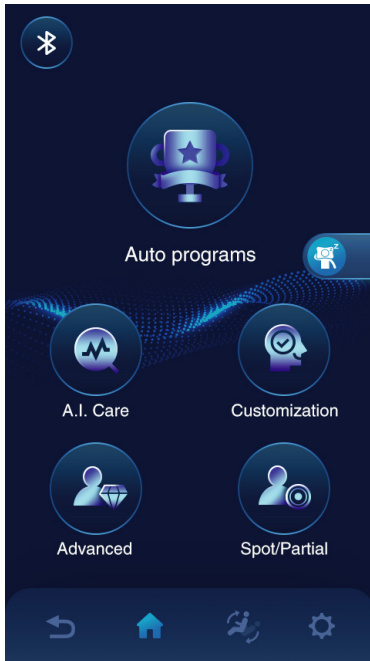 Auto programs
z
A.I. Care
Customization
Advanced
Spot/Partial